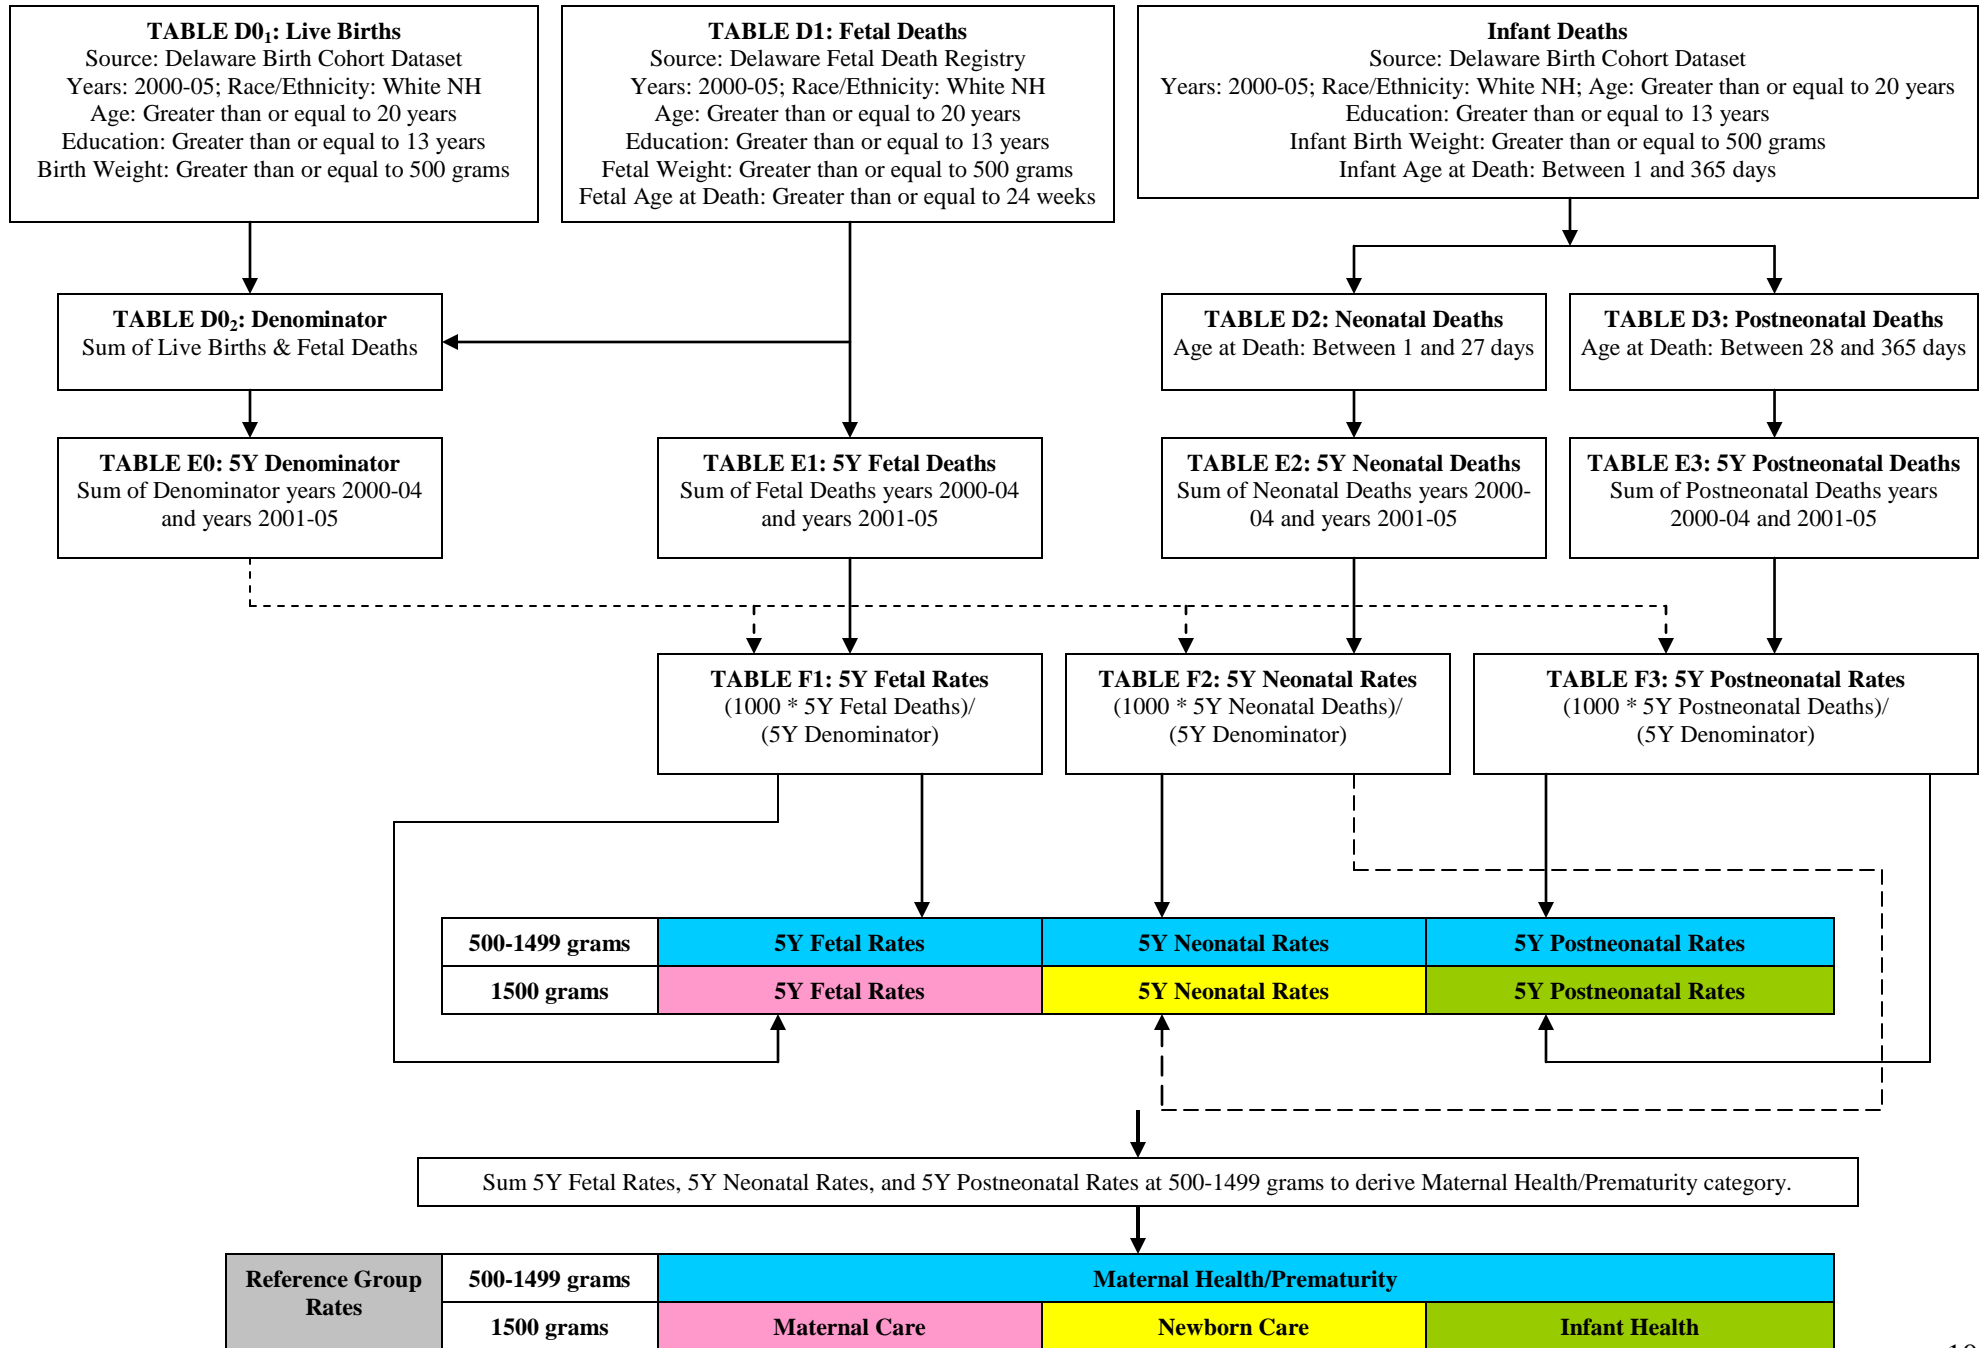 TABLE D0₁: Live Births
Source: Delaware Birth Cohort Dataset
Years: 2000-05; Race/Ethnicity: White NH
Age: Greater than or equal to 20 years
Education: Greater than or equal to 13 years
Birth Weight: Greater than or equal to 500 grams
TABLE D1: Fetal Deaths
Source: Delaware Fetal Death Registry
Years: 2000-05; Race/Ethnicity: White NH
Age: Greater than or equal to 20 years
Education: Greater than or equal to 13 years
Fetal Weight: Greater than or equal to 500 grams
Fetal Age at Death: Greater than or equal to 24 weeks
Infant Deaths
Source: Delaware Birth Cohort Dataset
Years: 2000-05; Race/Ethnicity: White NH; Age: Greater than or equal to 20 years
Education: Greater than or equal to 13 years
Infant Birth Weight: Greater than or equal to 500 grams
Infant Age at Death: Between 1 and 365 days
TABLE D0₂: Denominator
Sum of Live Births & Fetal Deaths
TABLE D2: Neonatal Deaths
Age at Death: Between 1 and 27 days
TABLE D3: Postneonatal Deaths
Age at Death: Between 28 and 365 days
TABLE E0: 5Y Denominator
Sum of Denominator years 2000-04
and years 2001-05
TABLE E1: 5Y Fetal Deaths
Sum of Fetal Deaths years 2000-04
and years 2001-05
TABLE E2: 5Y Neonatal Deaths
Sum of Neonatal Deaths years 2000-
04 and years 2001-05
TABLE E3: 5Y Postneonatal Deaths
Sum of Postneonatal Deaths years
2000-04 and 2001-05
TABLE F1: 5Y Fetal Rates
(1000 * 5Y Fetal Deaths)/
(5Y Denominator)
TABLE F2: 5Y Neonatal Rates
(1000 * 5Y Neonatal Deaths)/
(5Y Denominator)
TABLE F3: 5Y Postneonatal Rates
(1000 * 5Y Postneonatal Deaths)/
(5Y Denominator)
500-1499 grams 5Y Fetal Rates 5Y Neonatal Rates 5Y Postneonatal Rates
1500 grams 5Y Fetal Rates 5Y Neonatal Rates 5Y Postneonatal Rates
Sum 5Y Fetal Rates, 5Y Neonatal Rates, and 5Y Postneonatal Rates at 500-1499 grams to derive Maternal Health/Prematurity category.
Reference Group
Rates
500-1499 grams Maternal Health/Prematurity
1500 grams Maternal Care Newborn Care Infant Health